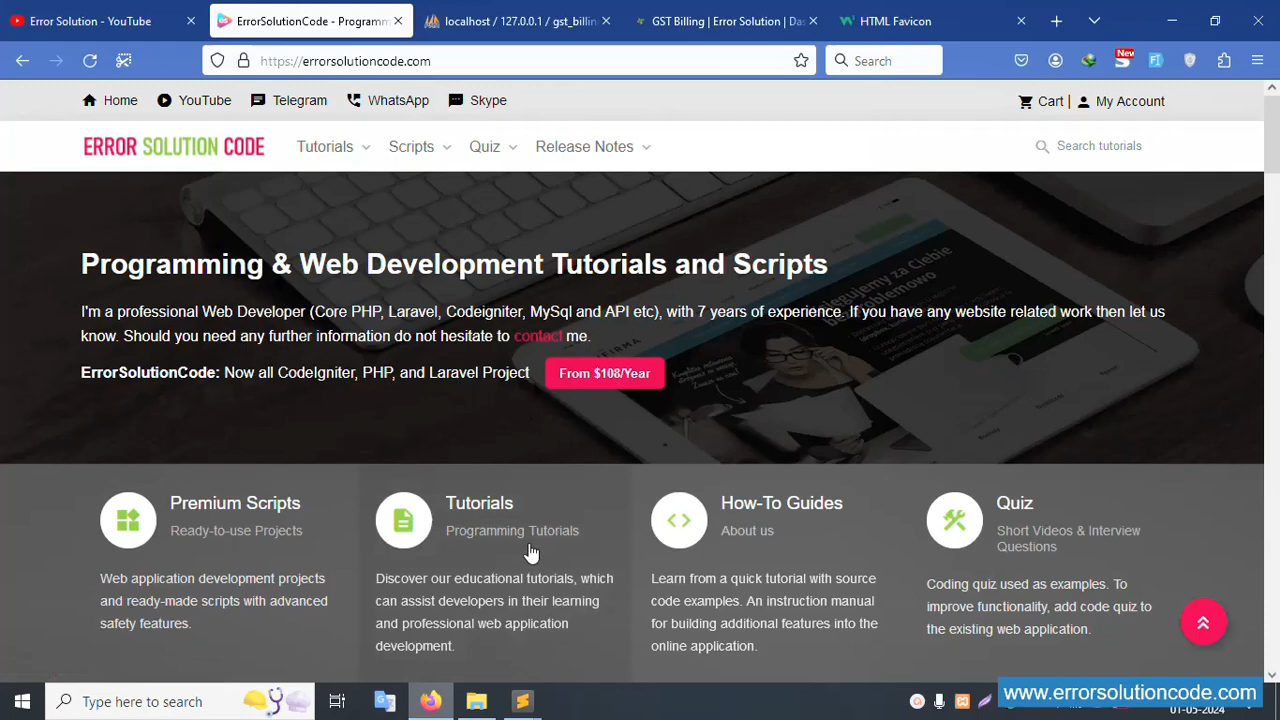 Error Solution - YouTube
ErrorSolutionCode - Programm
localhost / 127.0.0.1 / gst_billin
GST Billing | Error Solution | Das
HTML Favicon
https://errorsolutioncode.com
Search
New
Home
YouTube
Telegram
WhatsApp
Skype
Cart |
My Account
ERROR SOLUTION CODE
Tutorials
Scripts
Quiz
Release Notes
Search tutorials
Programming & Web Development Tutorials and Scripts
I'm a professional Web Developer (Core PHP, Laravel, Codeigniter, MySql and API etc), with 7 years of experience. If you have any website related work then let us
know. Should you need any further information do not hesitate to contact me.
ErrorSolutionCode: Now all CodIgniter, PHP, and Laravel Project
From $108/Year
Premium Scripts
Ready-to-use Projects
Web application development projects
and ready-made scripts with advanced
safety features.
Tutorials
Programming Tutorials
Discover our educational tutorials, which
can assist developers in their learning
and professional web application
development.
How-To Guides
About us
Learn from a quick tutorial with source
code examples. An instruction manual
for building additional features into the
online application.
Quiz
Short Videos & Interview
Questions
Coding quiz used as examples. To
improve functionality, add code quiz to
the existing web application.
Type here to search
www.errorsolutioncode.com
01-05-2024